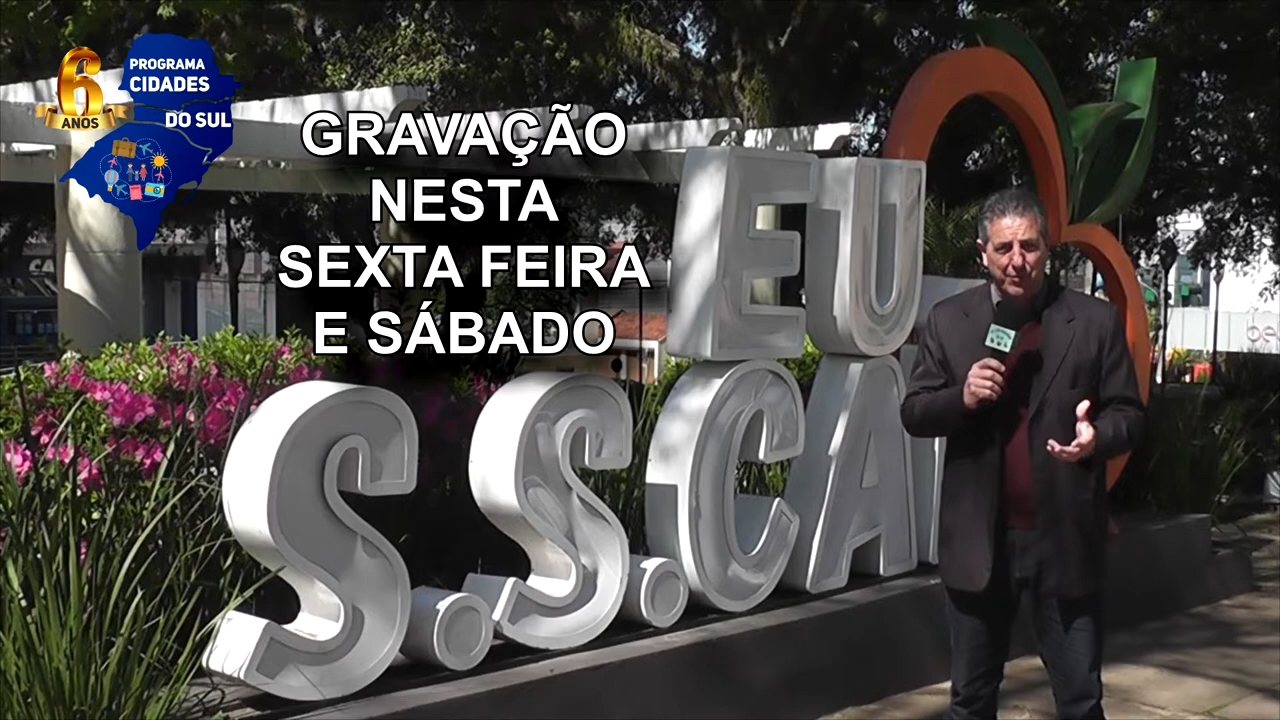 6
ANOS
PROGRAMA
CIDADES
DO SUL
GRAVAÇÃO
NESTA
SEXTA FEIRA
E SÁBADO
EU
S.S.CA